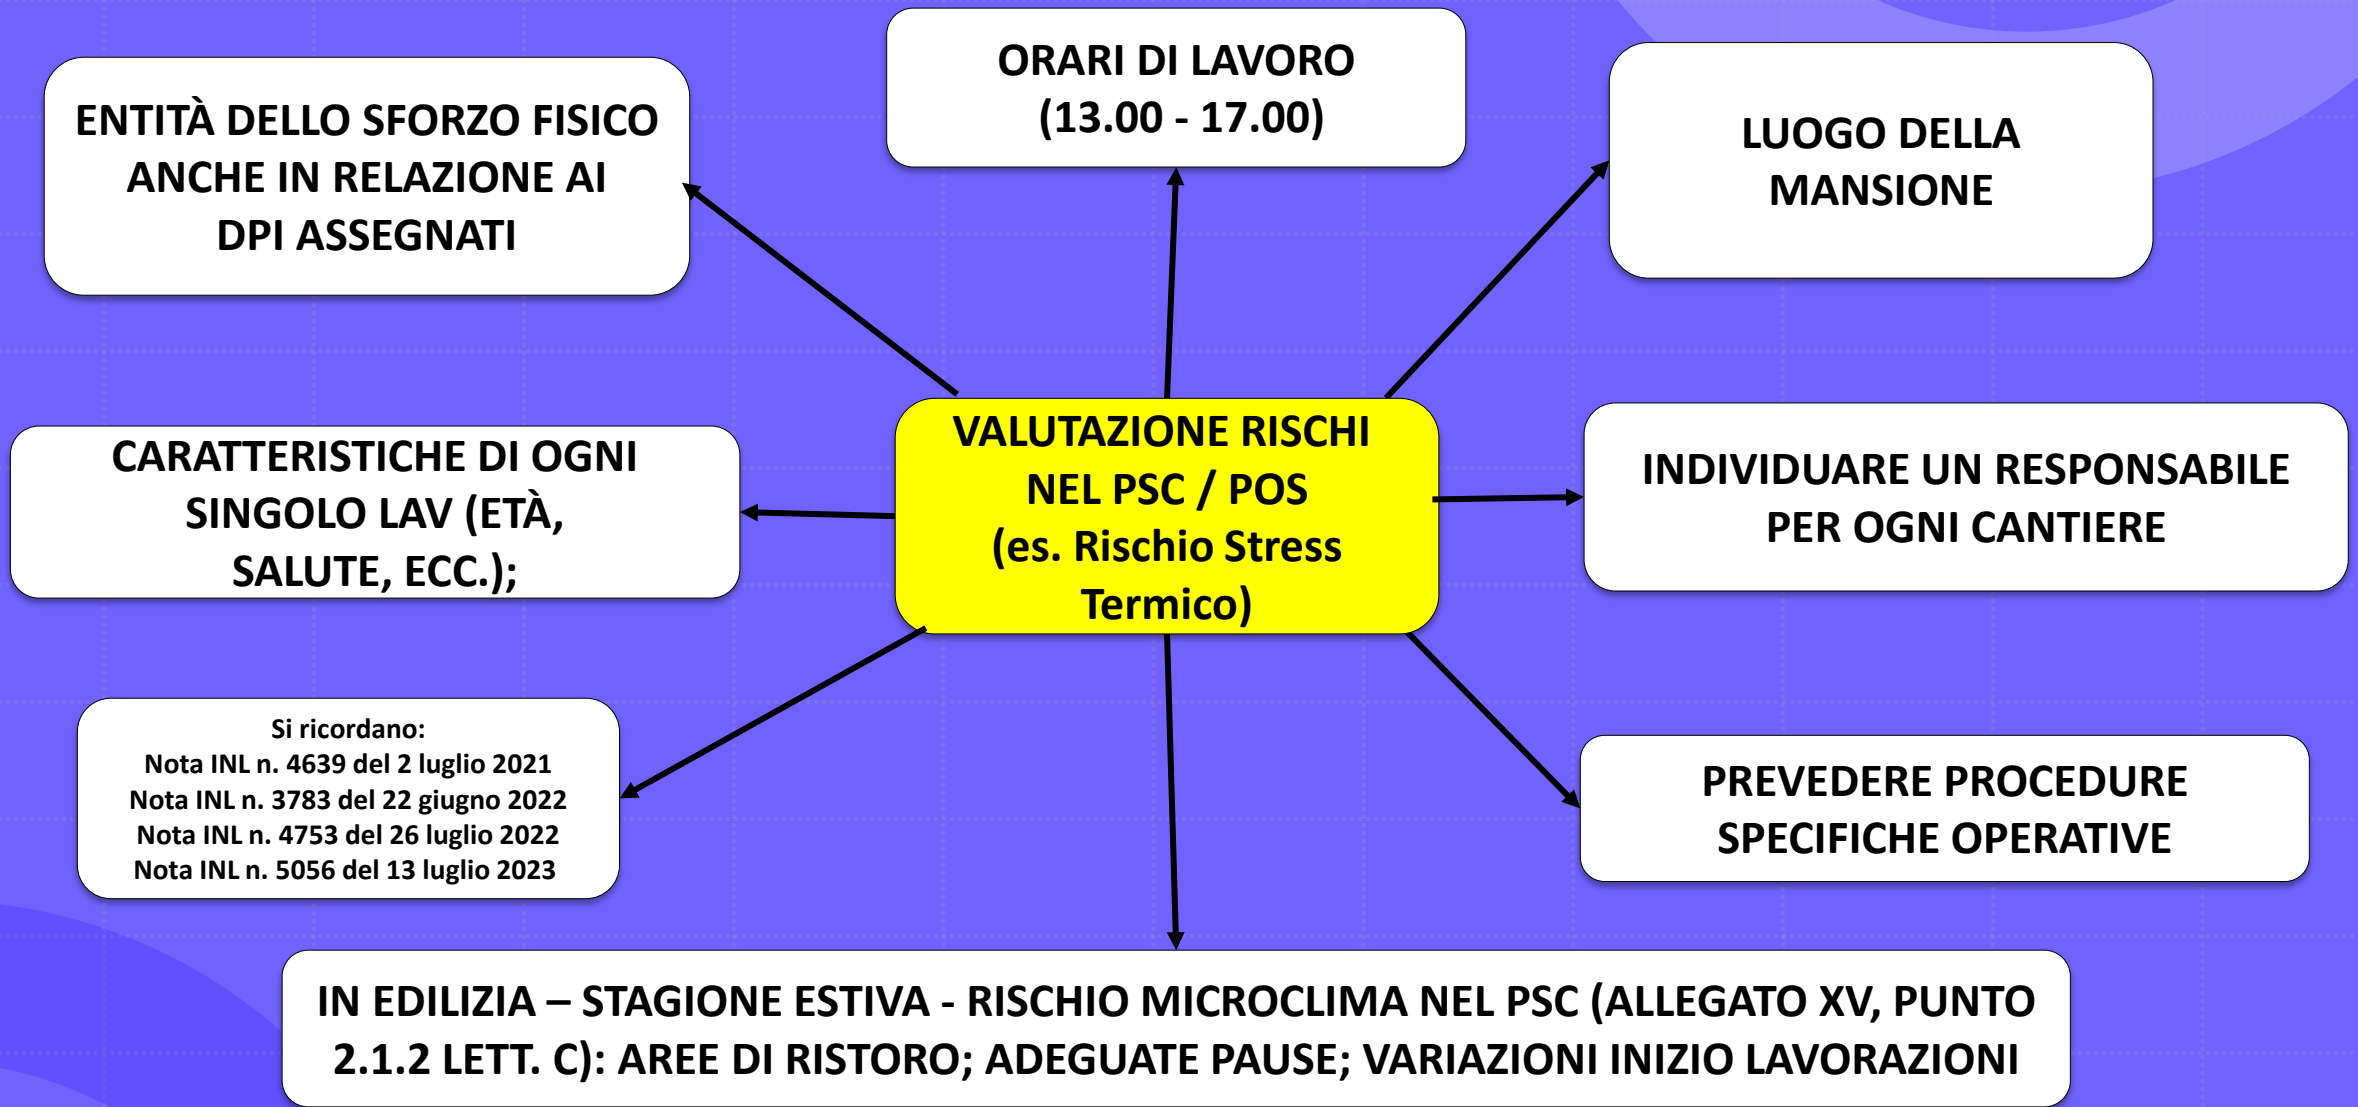 ORARI DI LAVORO
(13.00 - 17.00)
ENTITÀ DELLO SFORZO FISICO
ANCHE IN RELAZIONE AI
DPI ASSEGNATI
LUOGO DELLA
MANSIONE
VALUTAZIONE RISCHI
NEL PSC / POS
(es. Rischio Stress
Termico)
CARATTERISTICHE DI OGNI
SINGOLO LAV (ETÀ,
SALUTE, ECC.);
INDIVIDUARE UN RESPONSABILE
PER OGNI CANTIERE
Si ricordano:
Nota INL n. 4639 del 2 luglio 2021
Nota INL n. 3783 del 22 giugno 2022
Nota INL n. 4753 del 26 luglio 2022
Nota INL n. 5056 del 13 luglio 2023
PREVEDERE PROCEDURE
SPECIFICHE OPERATIVE
IN EDILIZIA – STAGIONE ESTIVA - RISCHIO MICROCLIMA NEL PSC (ALLEGATO XV, PUNTO
2.1.2 LETT. C): AREE DI RISTORO; ADEGUATE PAUSE; VARIAZIONI INIZIO LAVORAZIONI